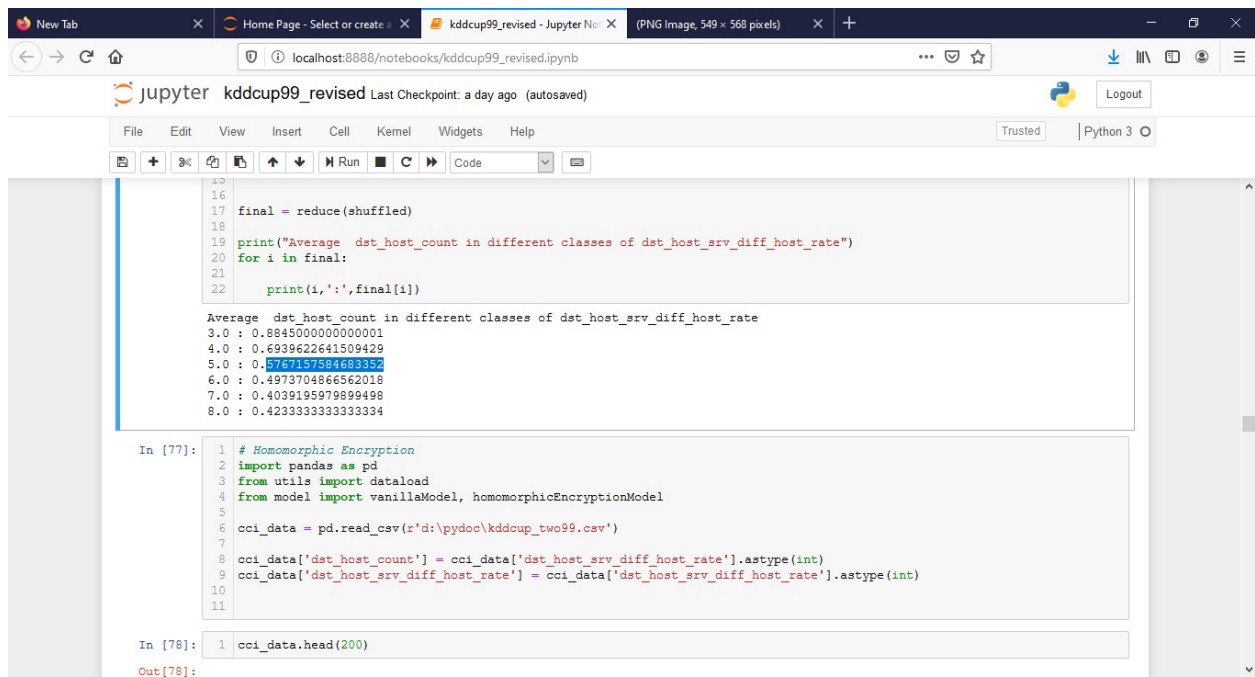 New Tab
Home Page - Select or create a
kddcup99_revised - Jupyter Not
(PNG Image, 549 × 568 pixels)
localhost:8888/notebooks/kddcup99_revised.ipynb
jupyter kddcup99_revised Last Checkpoint: a day ago (autosaved)
Logout
File Edit View Insert Cell Kernel Widgets Help
Trusted
Python 3
Run
Code
15
16
17 final = reduce(shuffled)
18
19 print("Average  dst_host_count in different classes of dst_host_srv_diff_host_rate")
20 for i in final:
21
22     print(i,':',final[i])
Average  dst_host_count in different classes of dst_host_srv_diff_host_rate
3.0 : 0.8845000000000001
4.0 : 0.6939622641509429
5.0 : 0.5767157584683352
6.0 : 0.4973704866562018
7.0 : 0.4039195979899498
8.0 : 0.4233333333333334
In [77]:
1 # Homomorphic Encryption
2 import pandas as pd
3 from utils import dataload
4 from model import vanillaModel, homomorphicEncryptionModel
5
6 cci_data = pd.read_csv(r'd:\pydoc\kddcup_two99.csv')
7
8 cci_data['dst_host_count'] = cci_data['dst_host_srv_diff_host_rate'].astype(int)
9 cci_data['dst_host_srv_diff_host_rate'] = cci_data['dst_host_srv_diff_host_rate'].astype(int)
10
11
In [78]:
1 cci_data.head(200)
Out[78]: